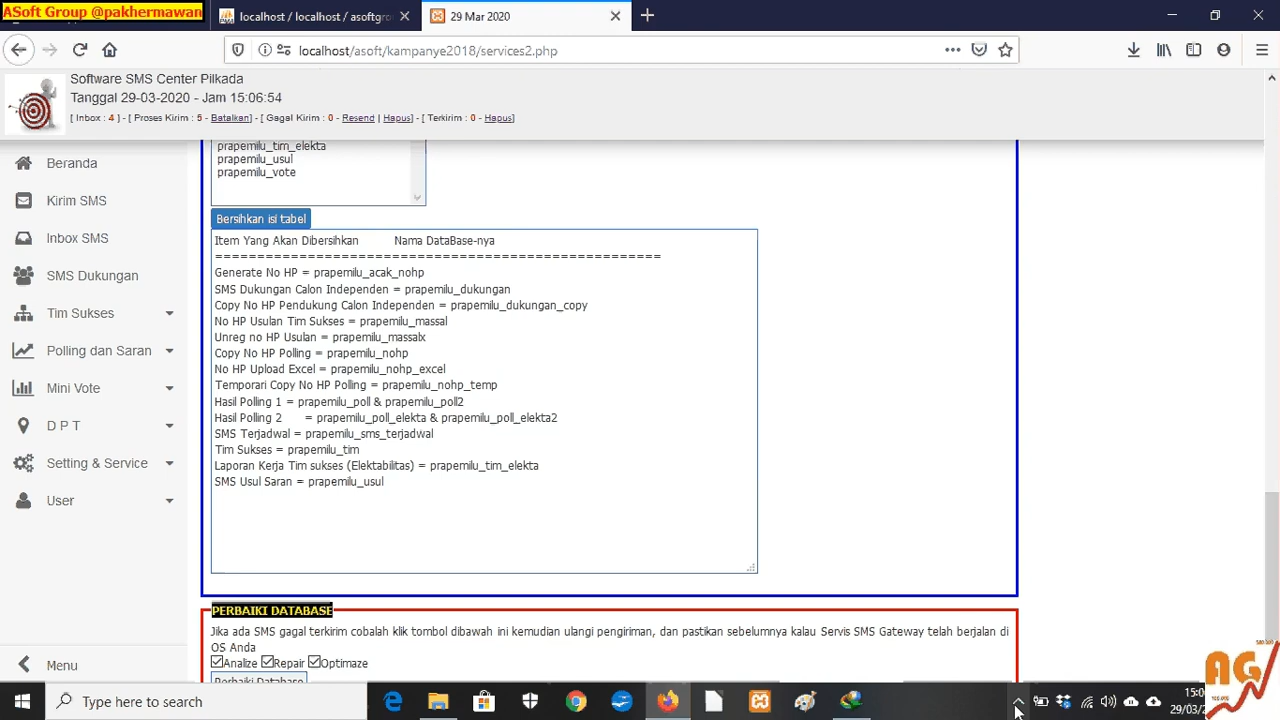 ASoft Group @pakhermawan
localhost / localhost / asoftgro
29 Mar 2020
localhost/asoft/kampanye2018/services2.php
Software SMS Center Pilkada
Tanggal 29-03-2020 - Jam 15:06:54
[ Inbox : 4 ] - [ Proses Kirim : 5 - Batalkan] - [ Gagal Kirim : 0 - Resend | Hapus] - [ Terkirim : 0 - Hapus]
Beranda
Kirim SMS
Inbox SMS
SMS Dukungan
Tim Sukses
Polling dan Saran
Mini Vote
D P T
Setting & Service
User
Menu
prapemilu_tim_elekta
prapemilu_usul
prapemilu_vote
Bersihkan isi tabel
Item Yang Akan Dibersihkan Nama DataBase-nya
=====================================================
Generate No HP = prapemilu_acak_nohp
SMS Dukungan Calon Independen = prapemilu_dukungan
Copy No HP Pendukung Calon Independen = prapemilu_dukungan_copy
No HP Usulan Tim Sukses = prapemilu_massal
Unreg no HP Usulan = prapemilu_massalx
Copy No HP Polling = prapemilu_nohp
No HP Upload Excel = prapemilu_nohp_excel
Temporari Copy No HP Polling = prapemilu_nohp_temp
Hasil Polling 1 = prapemilu_poll & prapemilu_poll2
Hasil Polling 2 = prapemilu_poll_elekta & prapemilu_poll_elekta2
SMS Terjadwal = prapemilu_sms_terjadwal
Tim Sukses = prapemilu_tim
Laporan Kerja Tim sukses (Elektabilitas) = prapemilu_tim_elekta
SMS Usul Saran = prapemilu_usul
PERBAIKI DATABASE
Jika ada SMS gagal terkirim cobalah klik tombol dibawah ini kemudian ulangi pengiriman, dan pastikan sebelumnya kalau Servis SMS Gateway telah berjalan di
OS Anda
Analize Repair Optimaze
Perbaiki Database
Type here to search
15:0
29/03
AG